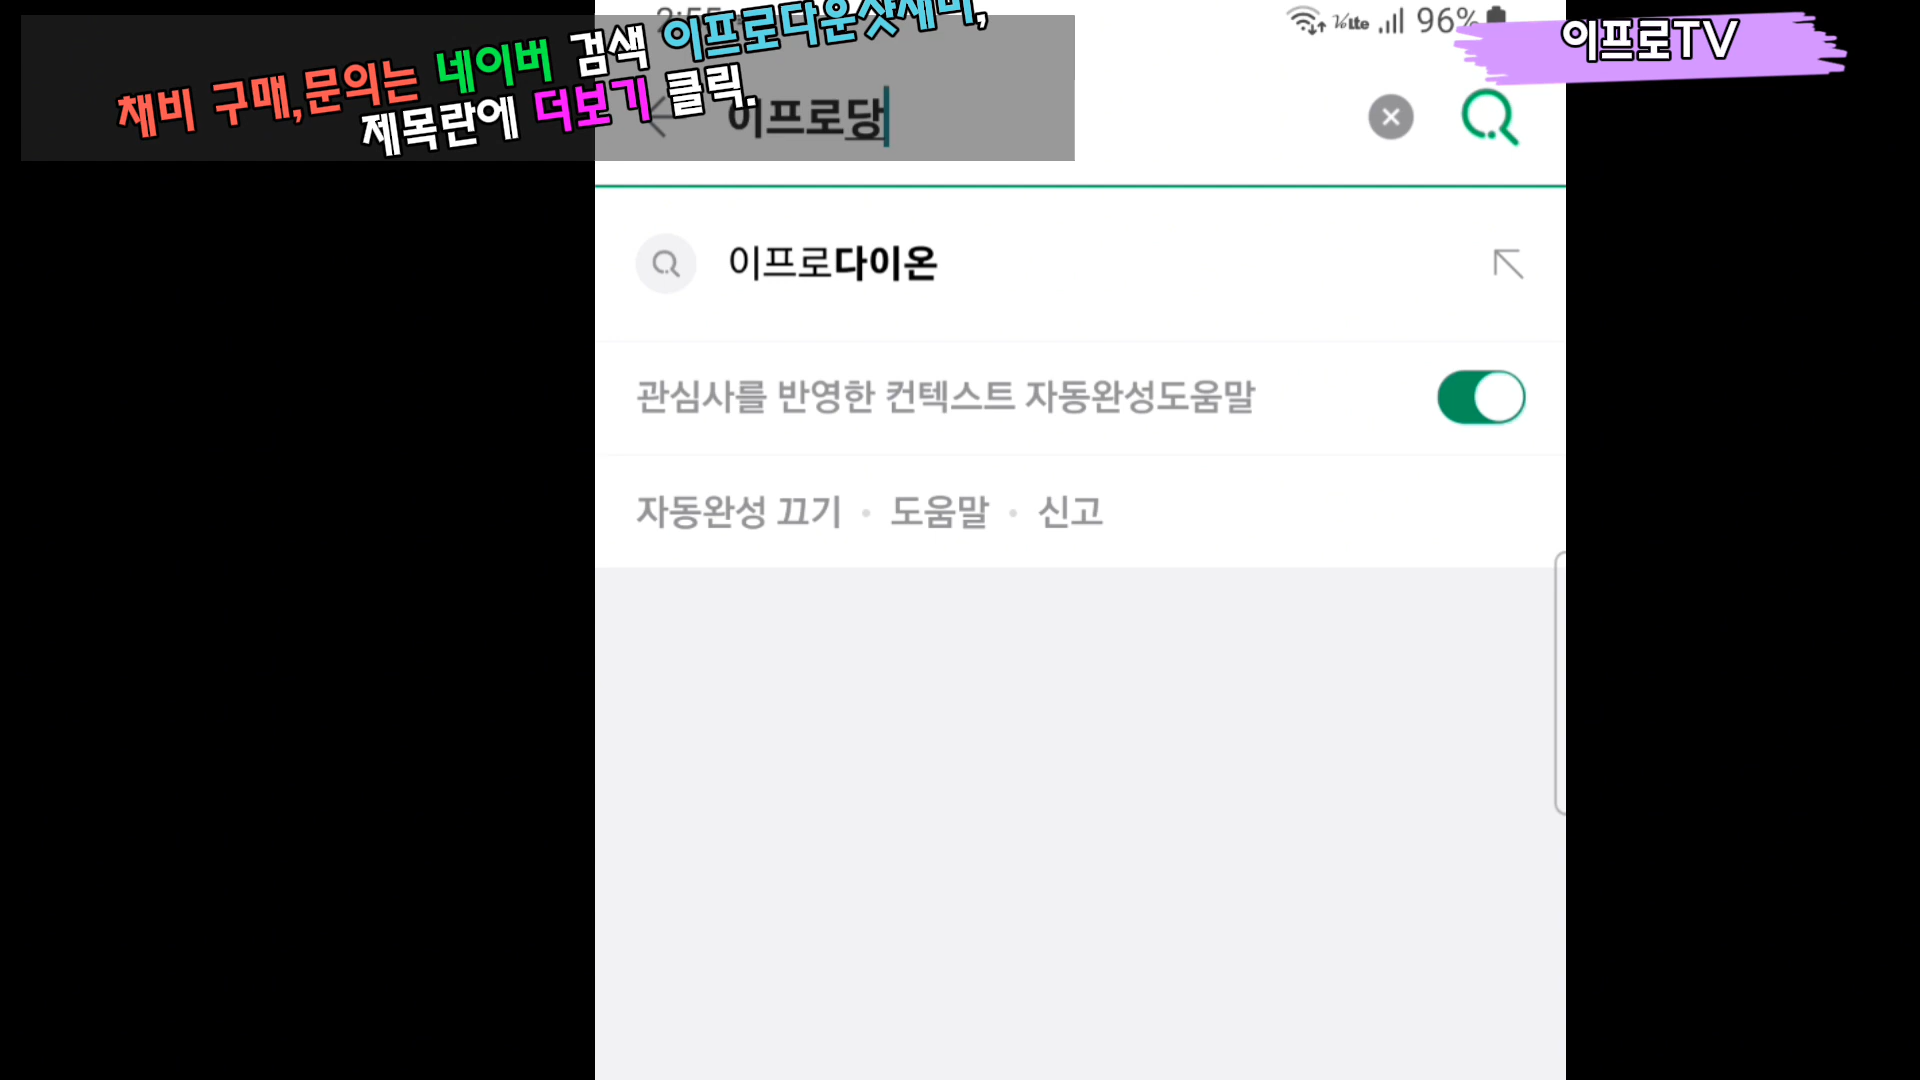 2:55
96%
이프로TV
채비 구매,문의는 네이버 검색 이프로다운샷채비,
제목란에 더보기 클릭.
이프로당
이프로다이온
관심사를 반영한 컨텍스트 자동완성도움말
자동완성 끄기 • 도움말 • 신고